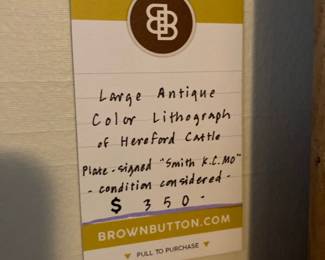 BB
Large Antique
Color Lithograph
of Hereford Cattle
Plate-signed "Smith K.C. MO"
- condition considered -
$ 350-
BROWNBUTTON.COM
▼ PULL TO PURCHASE ▼